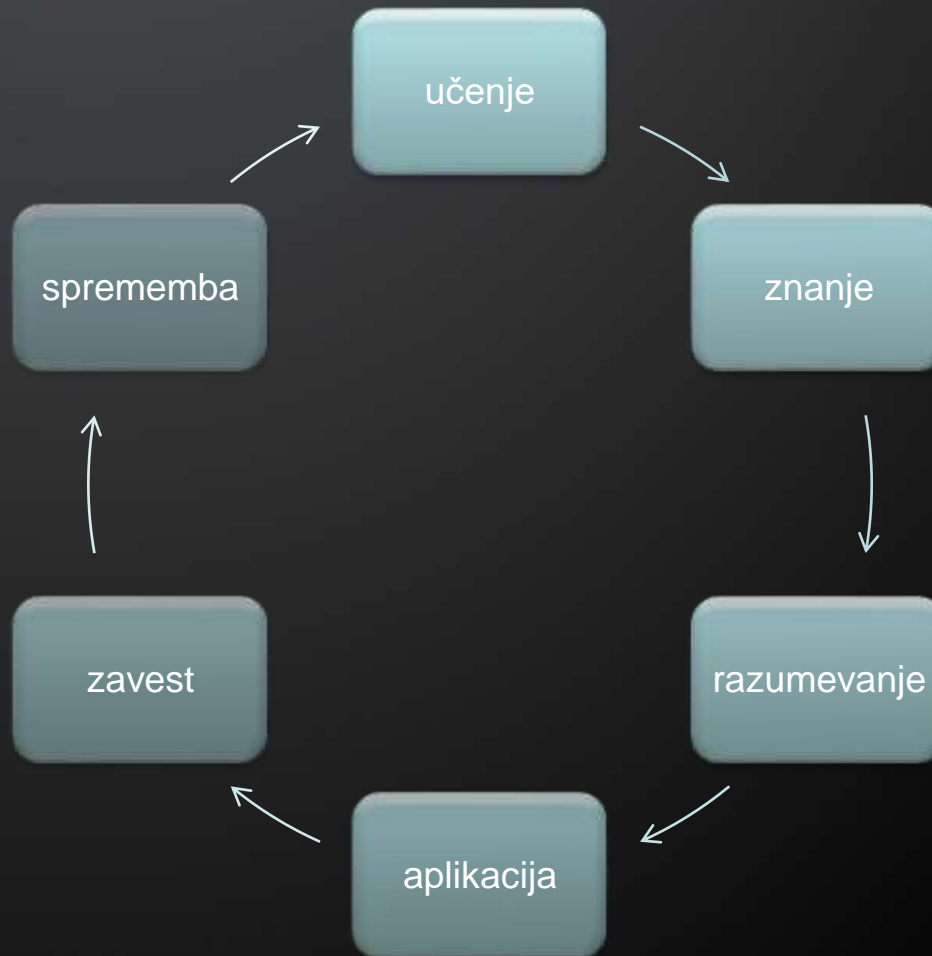 učenje
znanje
razumevanje
aplikacija
zavest
sprememba